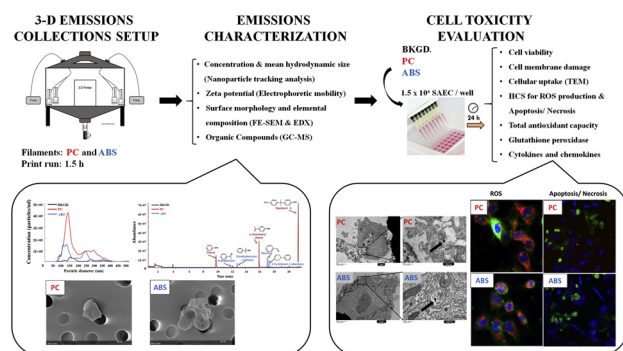 3-D EMISSIONS
COLLECTIONS SETUP
Filaments: PC and ABS
Print run: 1.5 h
EMISSIONS
CHARACTERIZATION
• Concentration & mean hydrodynamic size
(Nanoparticle tracking analysis)
• Zeta potential (Electrophoretic mobility)
• Surface morphology and elemental
composition (FE-SEM & EDX)
• Organic Compounds (GC-MS)
CELL TOXICITY
EVALUATION
BKGD.
PC
ABS
1.5 x 10⁴ SAEC / well
24 h
• Cell viability
• Cell membrane damage
• Cellular uptake (TEM)
• HCS for ROS production &
Apoptosis/ Necrosis
• Total antioxidant capacity
• Glutathione peroxidase
• Cytokines and chemokines
Concentration (particles/ml)
BKGD.
PC
ABS
Particle diameter (nm)
Abundance
BKGD.
PC
ABS
Time (min)
PC
ABS
PC
ABS
ROS
PC
ABS
Apoptosis/ Necrosis
PC
ABS